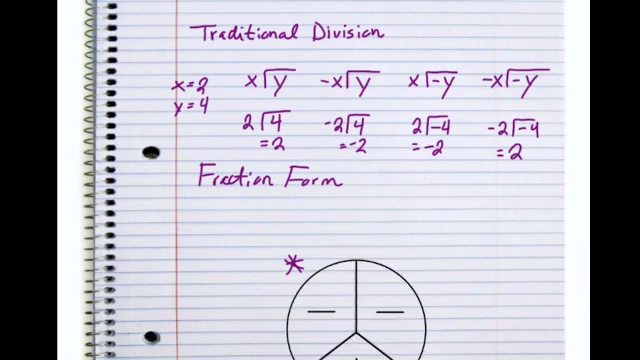 Traditional Division
x=2 x⟌y -x⟌y x⟌-y -x⟌-y
y=4
2⟌4 -2⟌4 2⟌-4 -2⟌-4
=2 =-2 =-2 =2
Fraction Form
*
— —